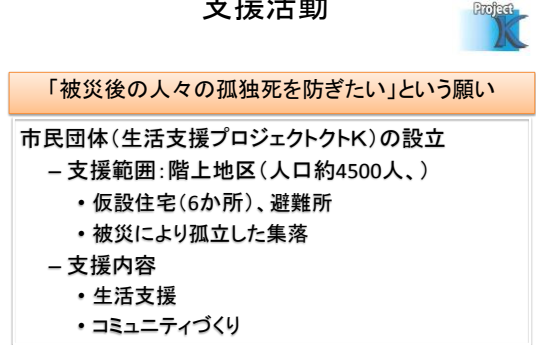 支援活動
Project
K
「被災後の人々の孤独死を防ぎたい」という願い
市民団体(生活支援プロジェクトクトK)の設立
– 支援範囲:階上地区(人口約4500人、)
• 仮設住宅(6か所)、避難所
• 被災により孤立した集落
– 支援内容
• 生活支援
• コミュニティづくり